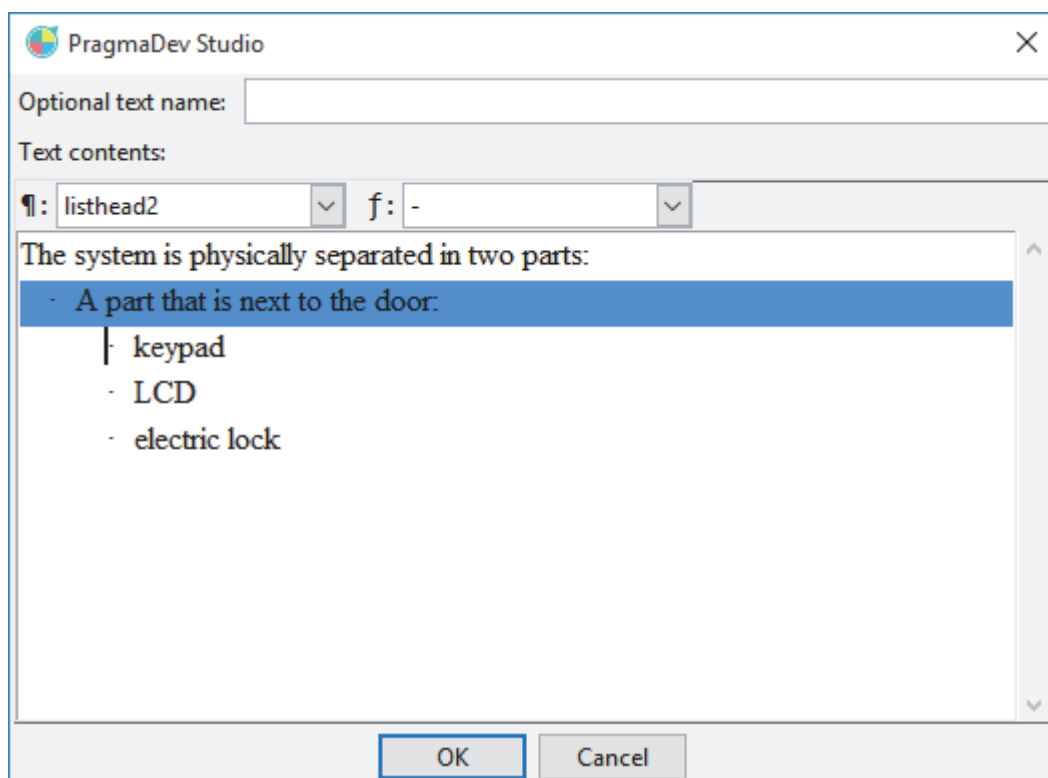 PragmaDev Studio
Optional text name:
Text contents:
¶: listhead2 f: -
The system is physically separated in two parts:
· A part that is next to the door:
· keypad
· LCD
· electric lock
OK Cancel